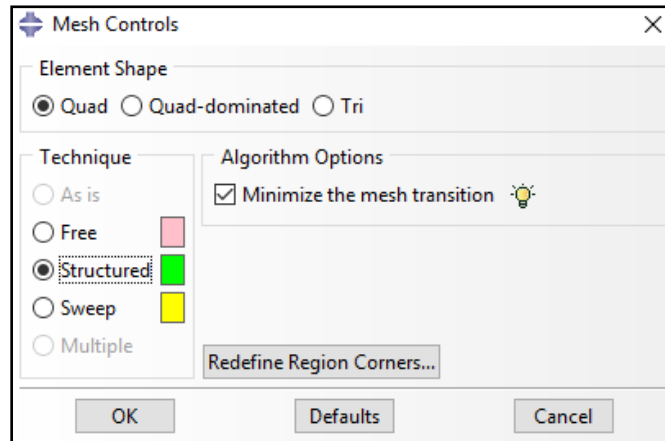 Mesh Controls
Element Shape
Quad Quad-dominated Tri
Technique
Algorithm Options
As is
Minimize the mesh transition
Free
Structured
Sweep
Multiple
Redefine Region Corners...
OK Defaults Cancel